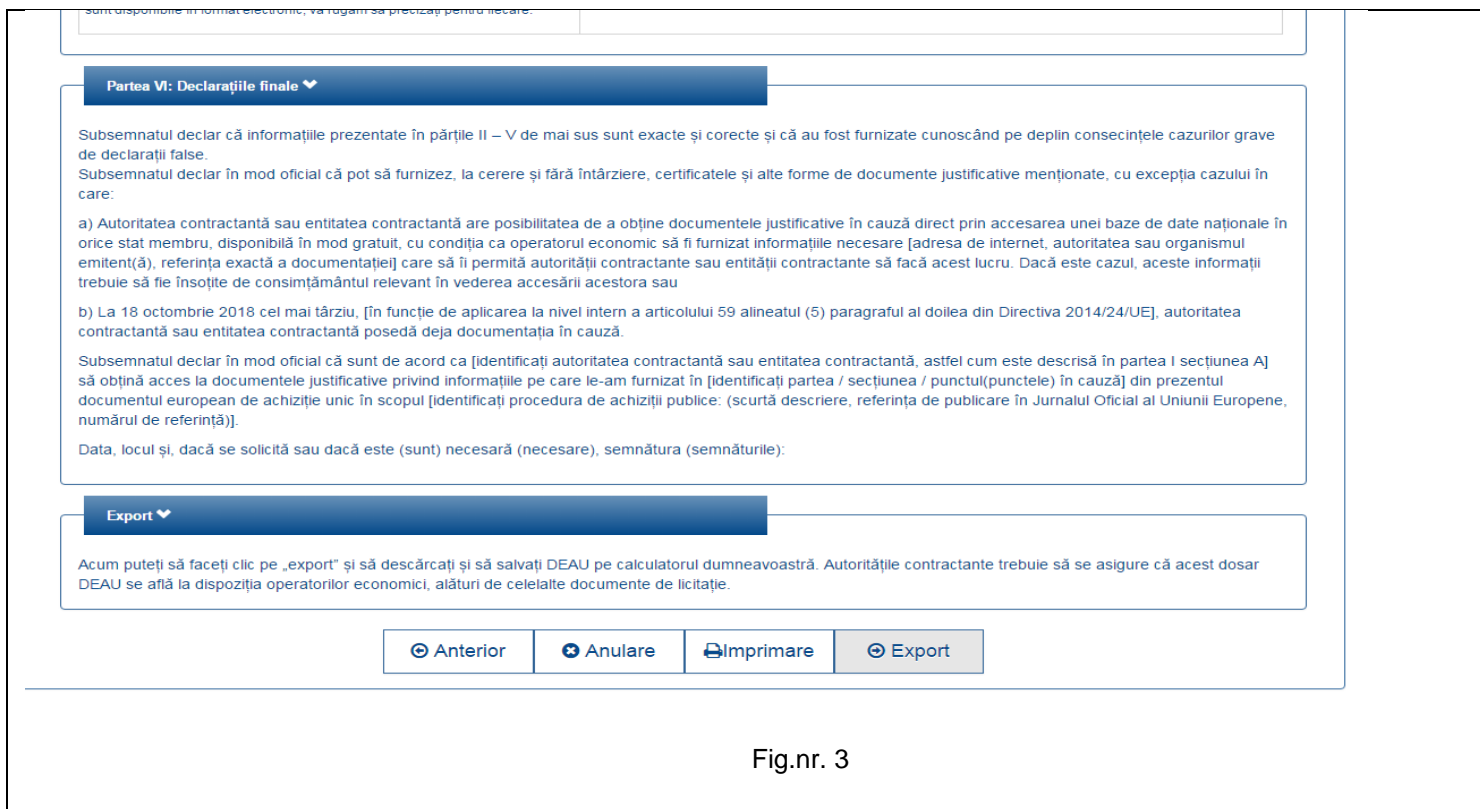 sunt disponibile în format electronic, vă rugăm să precizați pentru fiecare.
Partea VI: Declarațiile finale
Subsemnatul declar că informațiile prezentate în părțile II – V de mai sus sunt exacte și corecte și că au fost furnizate cunoscând pe deplin consecințele cazurilor grave
de declarații false.
Subsemnatul declar în mod oficial că pot să furnizez, la cerere și fără întârziere, certificatele și alte forme de documente justificative menționate, cu excepția cazului în
care:
a) Autoritatea contractantă sau entitatea contractantă are posibilitatea de a obține documentele justificative în cauză direct prin accesarea unei baze de date naționale în
orice stat membru, disponibilă în mod gratuit, cu condiția ca operatorul economic să fi furnizat informațiile necesare [adresa de internet, autoritatea sau organismul
emitent(ă), referința exactă a documentației] care să îi permită autorității contractante sau entității contractante să facă acest lucru. Dacă este cazul, aceste informații
trebuie să fie însoțite de consimțământul relevant în vederea accesării acestora sau
b) La 18 octombrie 2018 cel mai târziu, [în funcție de aplicarea la nivel intern a articolului 59 alineatul (5) paragraful al doilea din Directiva 2014/24/UE], autoritatea
contractantă sau entitatea contractantă posedă deja documentația în cauză.
Subsemnatul declar în mod oficial că sunt de acord ca [identificați autoritatea contractantă sau entitatea contractantă, astfel cum este descrisă în partea I secțiunea A]
să obțină acces la documentele justificative privind informațiile pe care le-am furnizat în [identificați partea / secțiunea / punctul(punctele) în cauză] din prezentul
documentul european de achiziție unic în scopul [identificați procedura de achiziții publice: (scurtă descriere, referința de publicare în Jurnalul Oficial al Uniunii Europene,
numărul de referință)].
Data, locul și, dacă se solicită sau dacă este (sunt) necesară (necesare), semnătura (semnăturile):
Export
Acum puteți să faceți clic pe „export” și să descărcați și să salvați DEAU pe calculatorul dumneavoastră. Autoritățile contractante trebuie să se asigure că acest dosar
DEAU se află la dispoziția operatorilor economici, alături de celelalte documente de licitație.
Anterior Anulare Imprimare Export
Fig.nr. 3